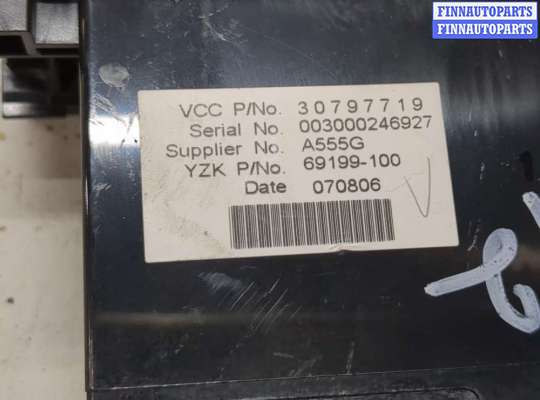 FINNAUTOPARTS
FINNAUTOPARTS
VCC P/No. 30797719
Serial No. 003000246927
Supplier No. A555G
YZK P/No. 69199-100
Date 070806